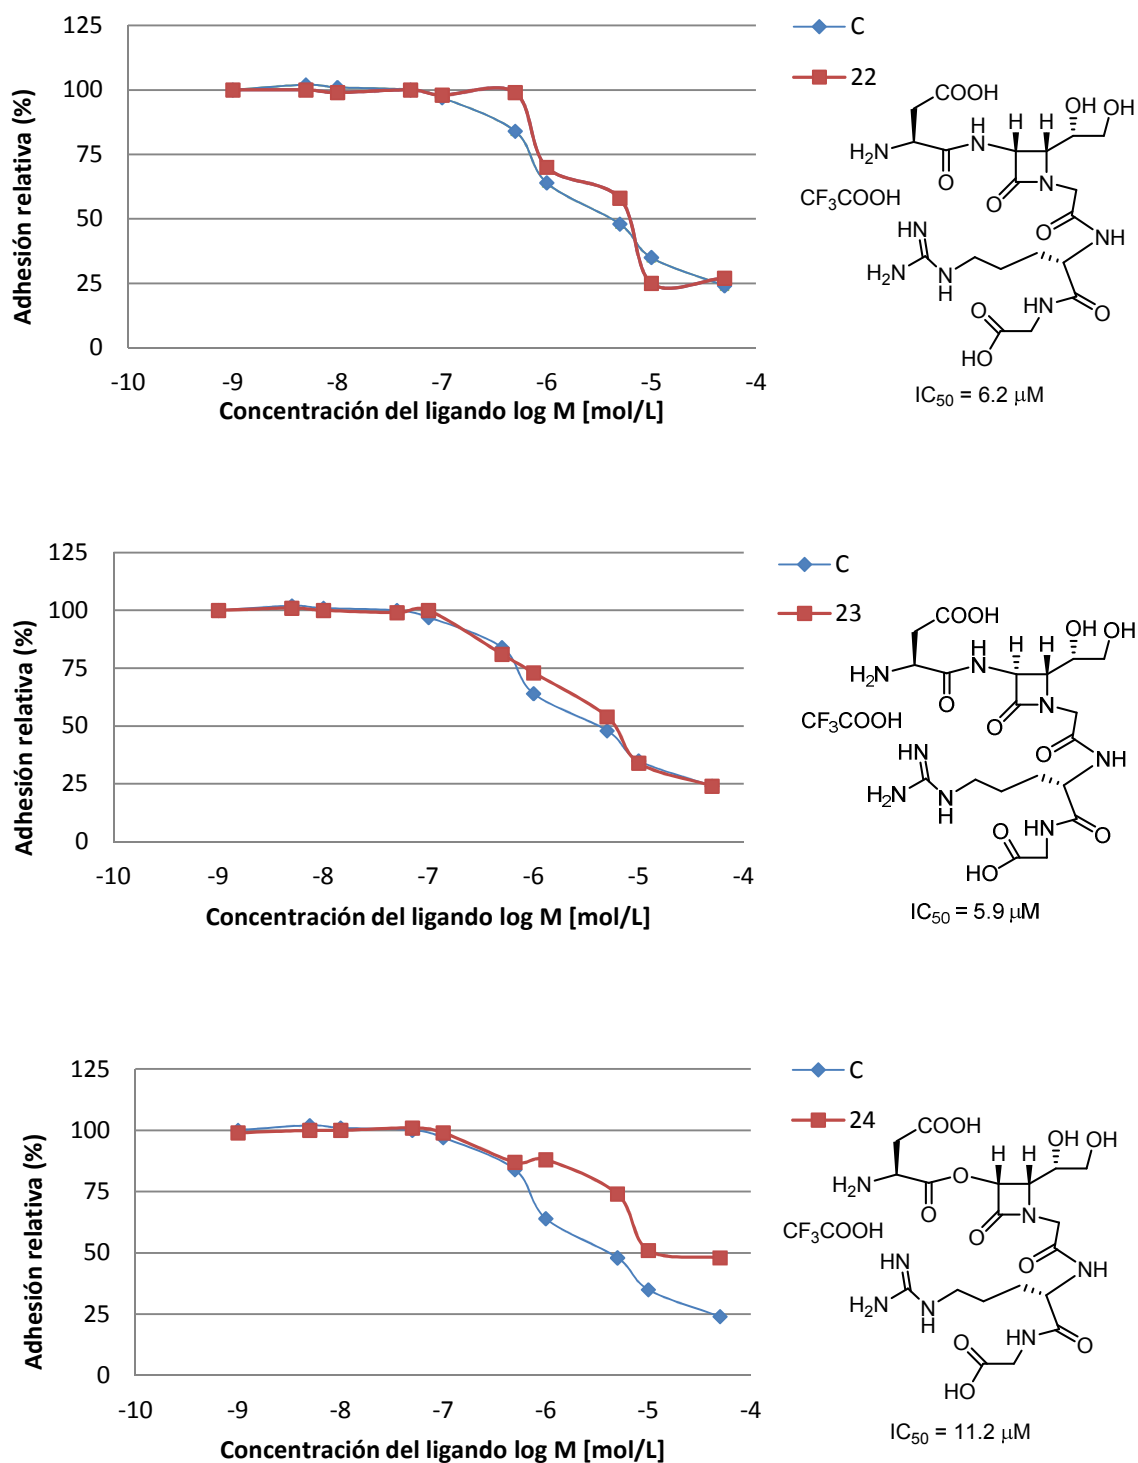 Adhesión relativa (%)
125
100
75
50
25
0
-10 -9 -8 -7 -6 -5 -4
Concentración del ligando log M [mol/L]
C
22
COOH
H H OH OH
H
N
H₂N
O
O N
CF₃COOH
O NH
HN
H₂N N
H
HN O
O
HO
IC₅₀ = 6.2 µM
Adhesión relativa (%)
125
100
75
50
25
0
-10 -9 -8 -7 -6 -5 -4
Concentración del ligando log M [mol/L]
C
23
COOH
H H OH OH
H
N
H₂N
O
O N
CF₃COOH
O NH
HN
H₂N N
H
HN O
O
HO
IC₅₀ = 5.9 µM
Adhesión relativa (%)
125
100
75
50
25
0
-10 -9 -8 -7 -6 -5 -4
Concentración del ligando log M [mol/L]
C
24
COOH
H H OH OH
O
H₂N
O
O N
CF₃COOH
O NH
HN
H₂N N
H
HN O
O
HO
IC₅₀ = 11.2 µM